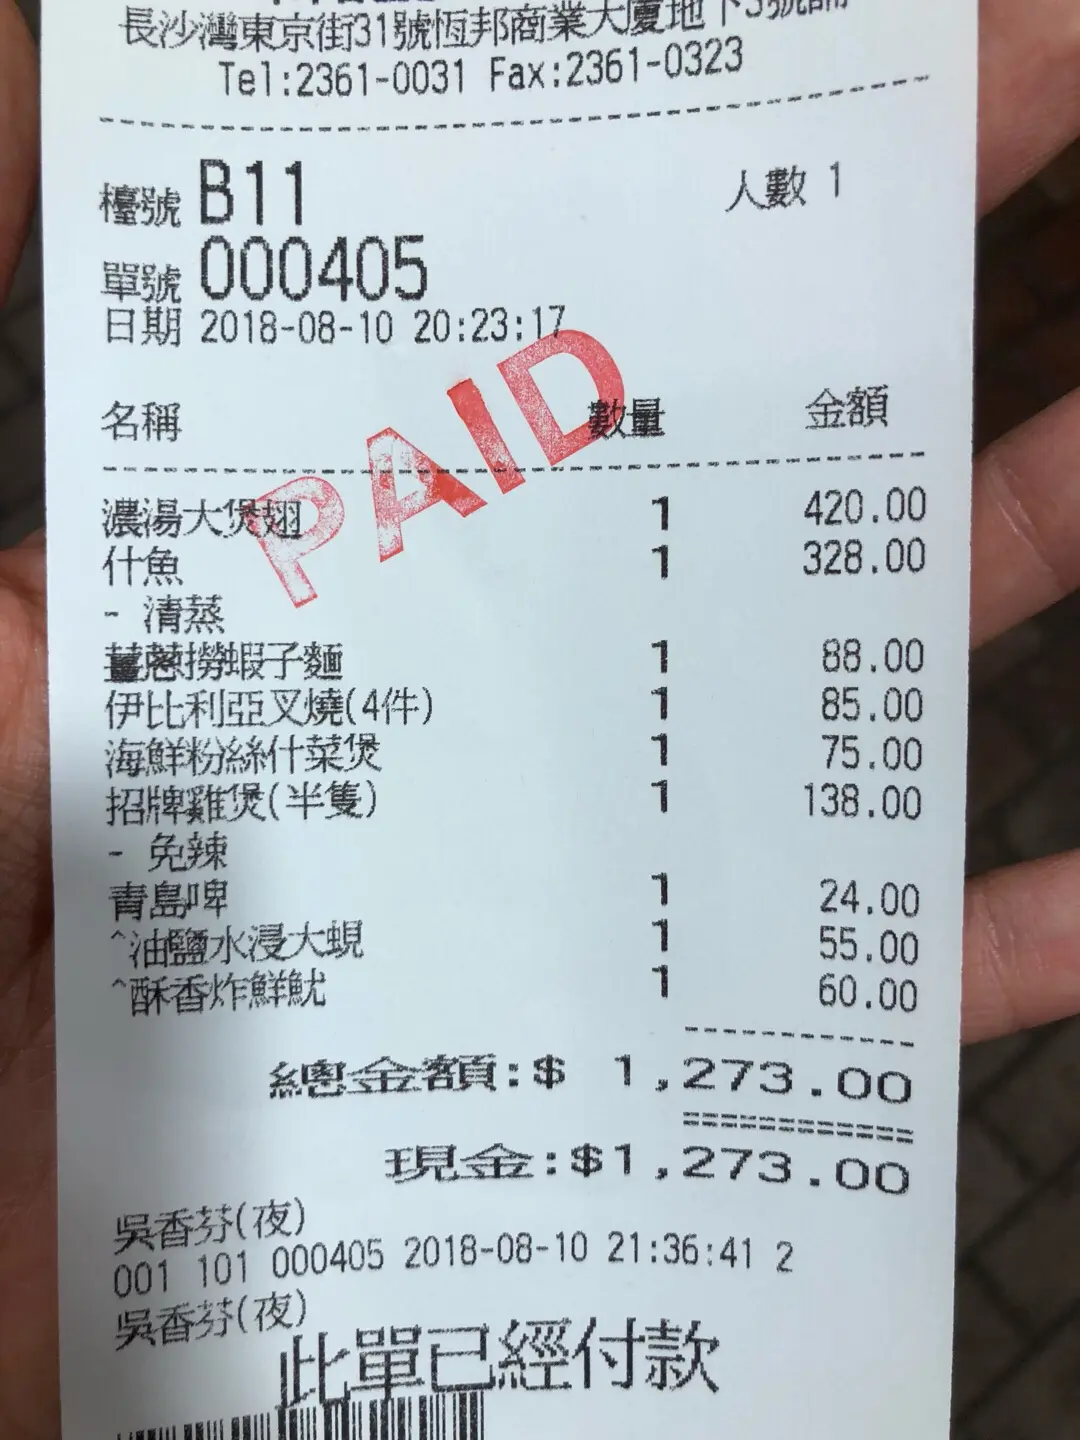 長沙灣東京街31號恆邦商業大廈地下3號舖
Tel:2361-0031 Fax:2361-0323
檯號 B11 人數 1
單號 000405
日期 2018-08-10 20:23:17
PAID
名稱 數量 金額
濃湯大煲翅 1 420.00
什魚 1 328.00
- 清蒸
薑蔥撈蝦子麵 1 88.00
伊比利亞叉燒(4件) 1 85.00
海鮮粉絲什菜煲 1 75.00
招牌雞煲(半隻) 1 138.00
- 免辣
青島啤 1 24.00
^油鹽水浸大蜆 1 55.00
^酥香炸鮮魷 1 60.00
總金額:$ 1,273.00
現金:$1,273.00
吳香芬(夜)
001 101 000405 2018-08-10 21:36:41 2
吳香芬(夜)
此單已經付款